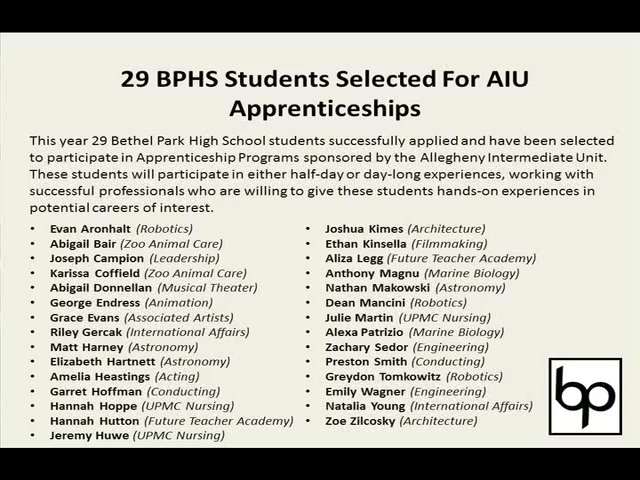 29 BPHS Students Selected For AIU
Apprenticeships
This year 29 Bethel Park High School students successfully applied and have been selected
to participate in Apprenticeship Programs sponsored by the Allegheny Intermediate Unit.
These students will participate in either half-day or day-long experiences, working with
successful professionals who are willing to give these students hands-on experiences in
potential careers of interest.
• Evan Aronhalt (Robotics)
• Abigail Bair (Zoo Animal Care)
• Joseph Campion (Leadership)
• Karissa Coffield (Zoo Animal Care)
• Abigail Donnellan (Musical Theater)
• George Endress (Animation)
• Grace Evans (Associated Artists)
• Riley Gercak (International Affairs)
• Matt Harney (Astronomy)
• Elizabeth Hartnett (Astronomy)
• Amelia Heastings (Acting)
• Garret Hoffman (Conducting)
• Hannah Hoppe (UPMC Nursing)
• Hannah Hutton (Future Teacher Academy)
• Jeremy Huwe (UPMC Nursing)
• Joshua Kimes (Architecture)
• Ethan Kinsella (Filmmaking)
• Aliza Legg (Future Teacher Academy)
• Anthony Magnu (Marine Biology)
• Nathan Makowski (Astronomy)
• Dean Mancini (Robotics)
• Julie Martin (UPMC Nursing)
• Alexa Patrizio (Marine Biology)
• Zachary Sedor (Engineering)
• Preston Smith (Conducting)
• Greydon Tomkowitz (Robotics)
• Emily Wagner (Engineering)
• Natalia Young (International Affairs)
• Zoe Zilcosky (Architecture)
bp